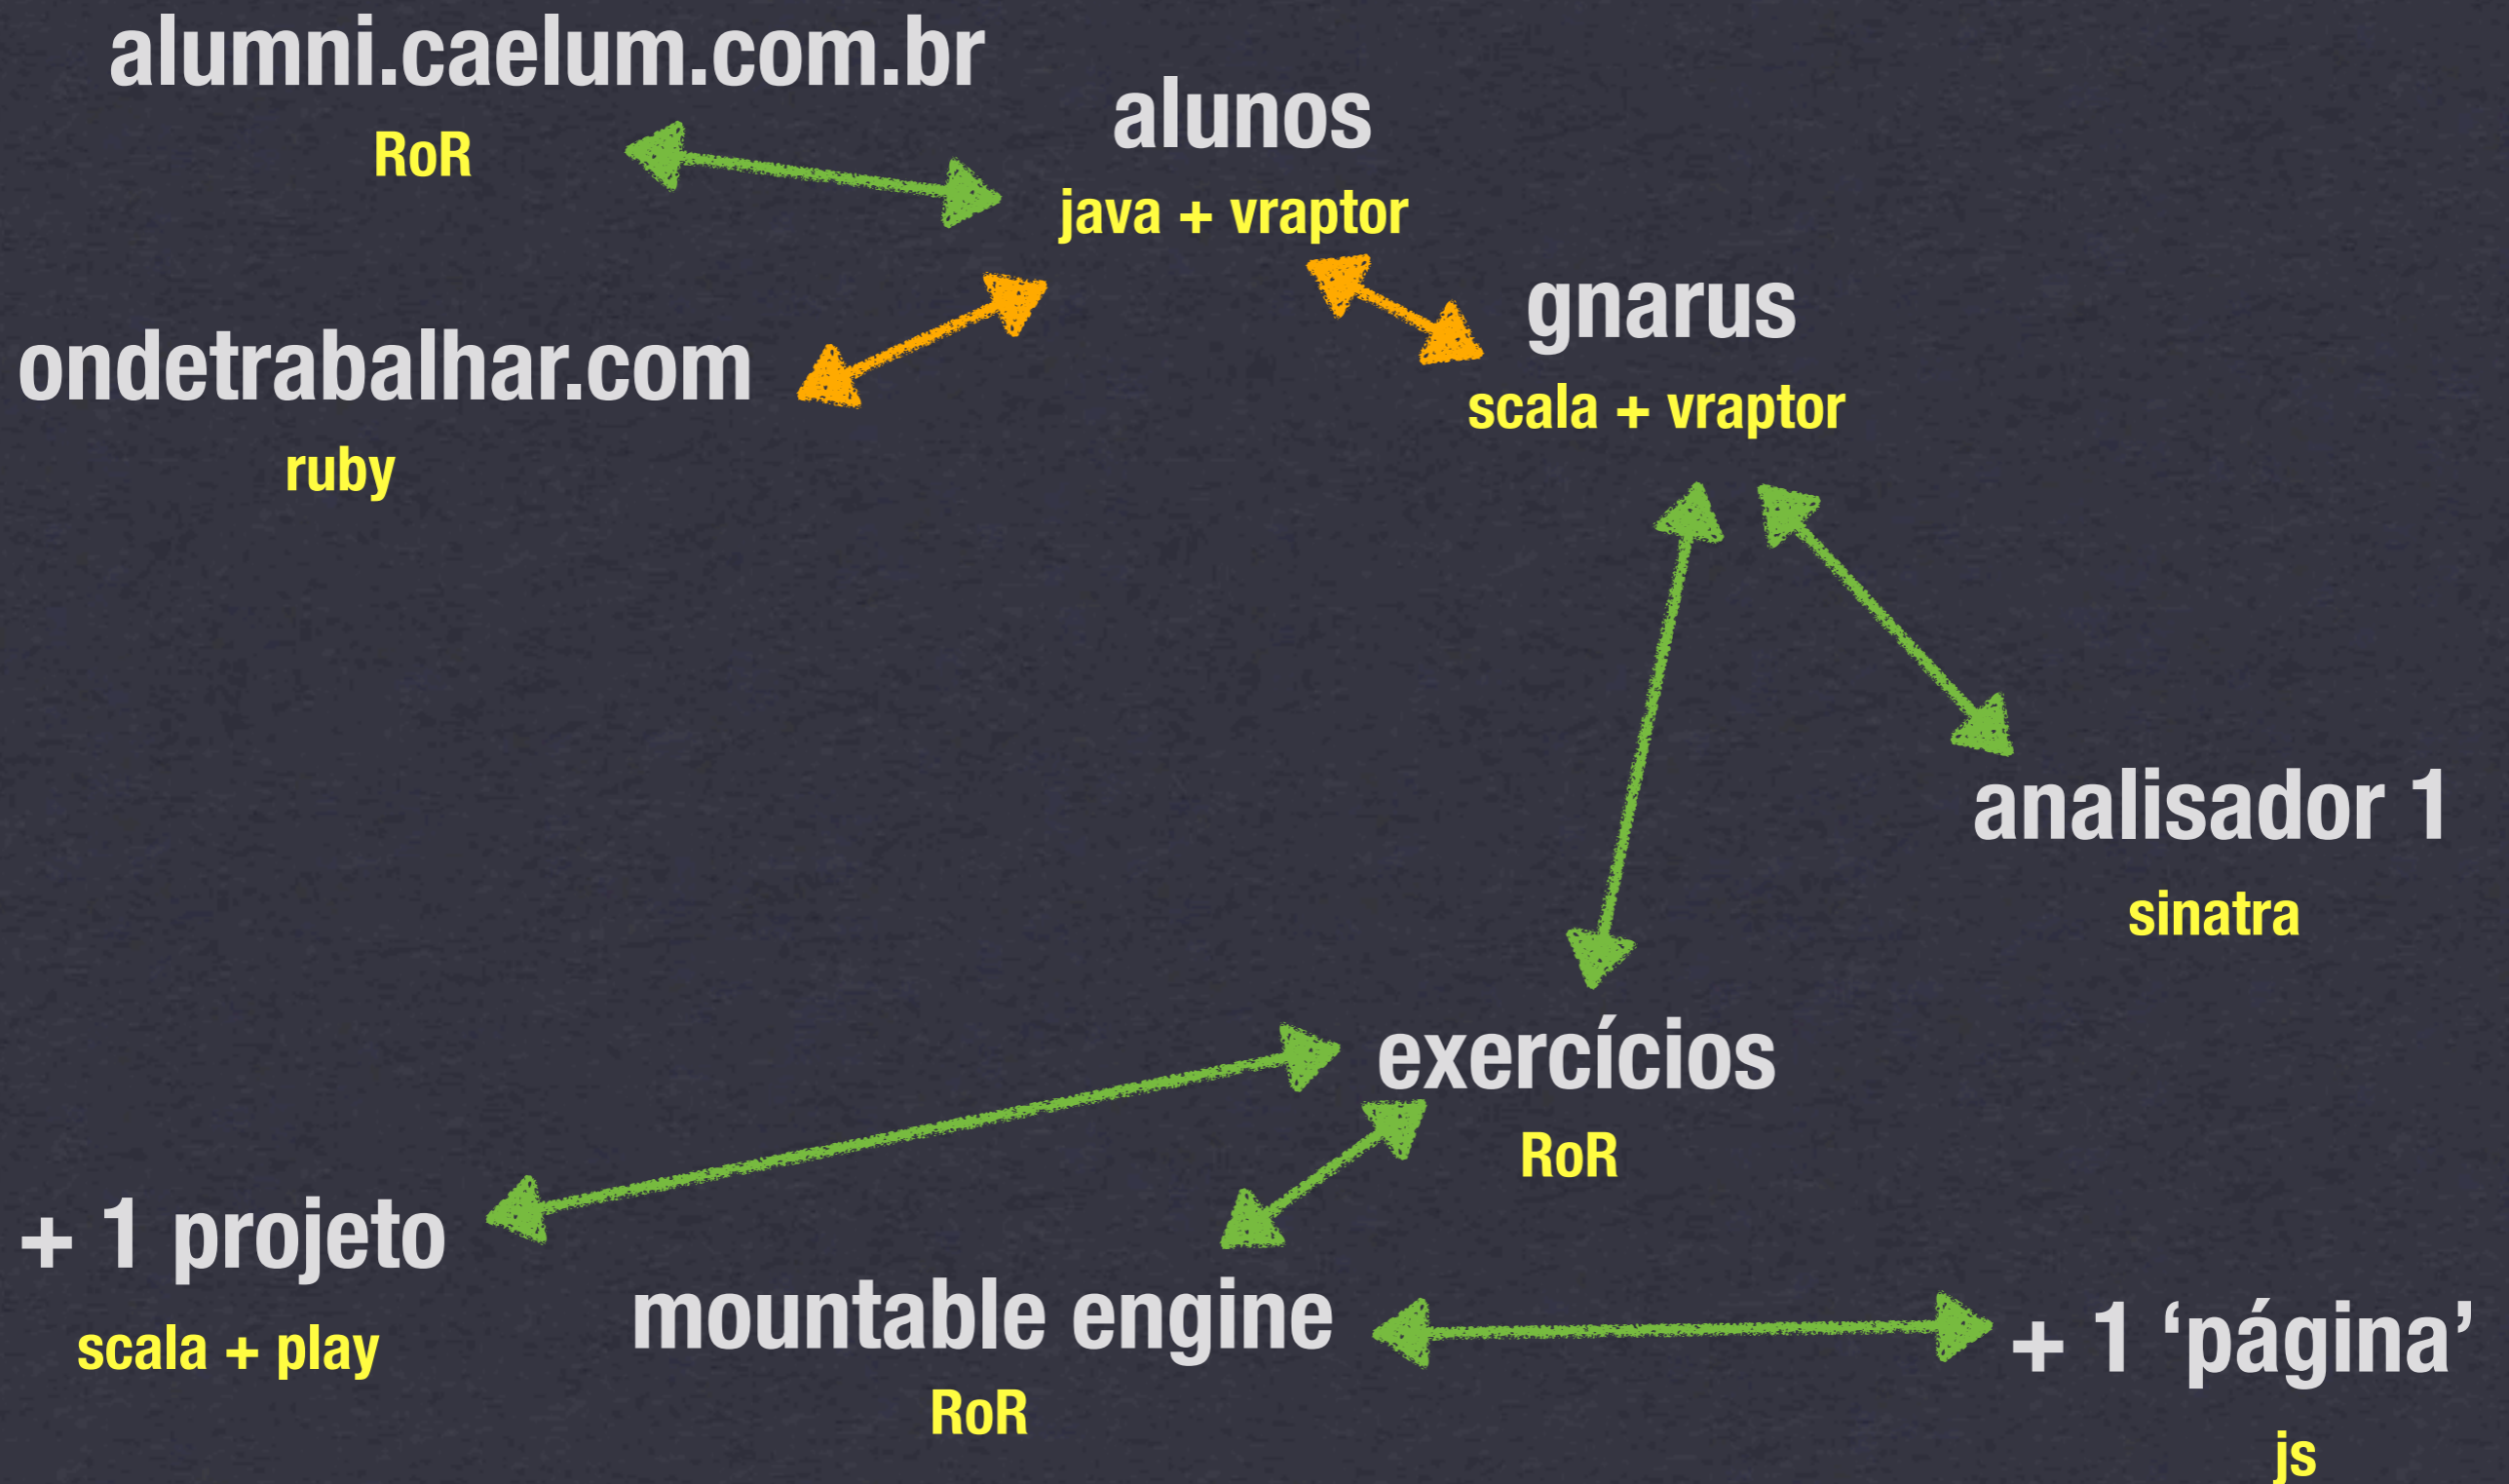 alumni.caelum.com.br
RoR
alunos
java + vraptor
gnarus
scala + vraptor
ondetrabalhar.com
ruby
analisador 1
sinatra
exercícios
RoR
+ 1 projeto
scala + play
mountable engine
RoR
+ 1 ‘página’
js